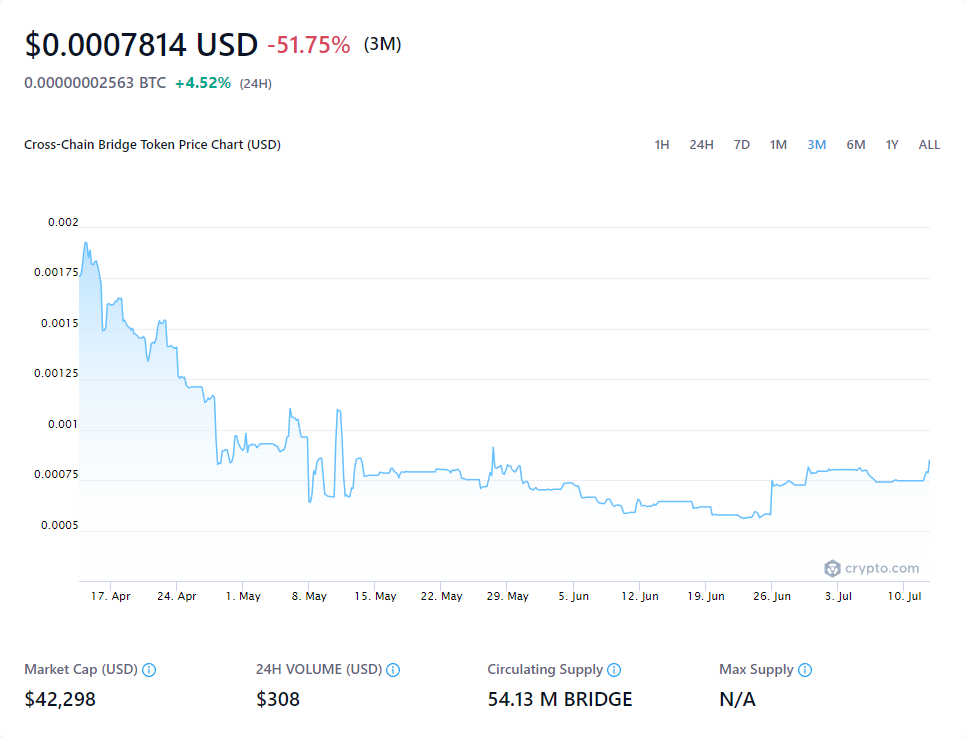 $0.0007814 USD -51.75% (3M)
0.00000002563 BTC +4.52% (24H)
Cross-Chain Bridge Token Price Chart (USD) 1H 24H 7D 1M 3M 6M 1Y ALL
0.002
0.00175
0.0015
0.00125
0.001
0.00075
0.0005
crypto.com
17. Apr 24. Apr 1. May 8. May 15. May 22. May 29. May 5. Jun 12. Jun 19. Jun 26. Jun 3. Jul 10. Jul
Market Cap (USD) 24H VOLUME (USD) Circulating Supply Max Supply
$42,298 $308 54.13 M BRIDGE N/A